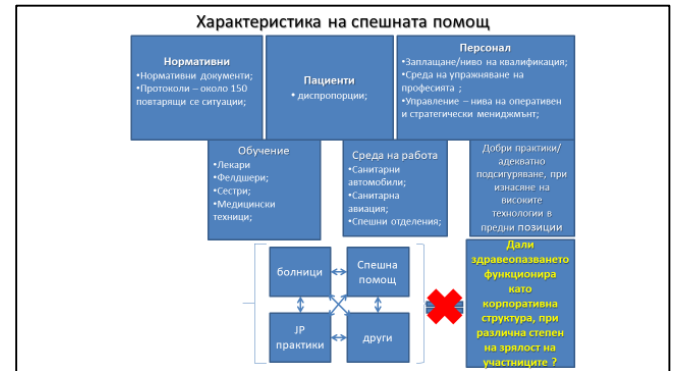 Характеристика на спешната помощ
Нормативни
•Нормативни документи;
•Протоколи – около 150
повтарящи се ситуации;
Пациенти
• диспропорции;
Персонал
•Заплащане/ниво на квалификация;
•Среда на упражняване на
професията ;
•Управление – нива на оперативен
и стратегически мениджмънт;
Обучение
•Лекари
•Фелдшери;
•Сестри;
•Медицински
техници;
Среда на работа
•Санитарни
автомобили;
•Санитарна
авиация;
•Спешни отделения;
Добри практики/
адекватно
подсигуряване, при
изнасяне на
високите
технологии в
предни позиции
болници
Спешна
помощ
JP
практики
други
Дали
здравеопазването
функционира
като
корпоративна
структура, при
различна степен
на зрялост на
участниците ?